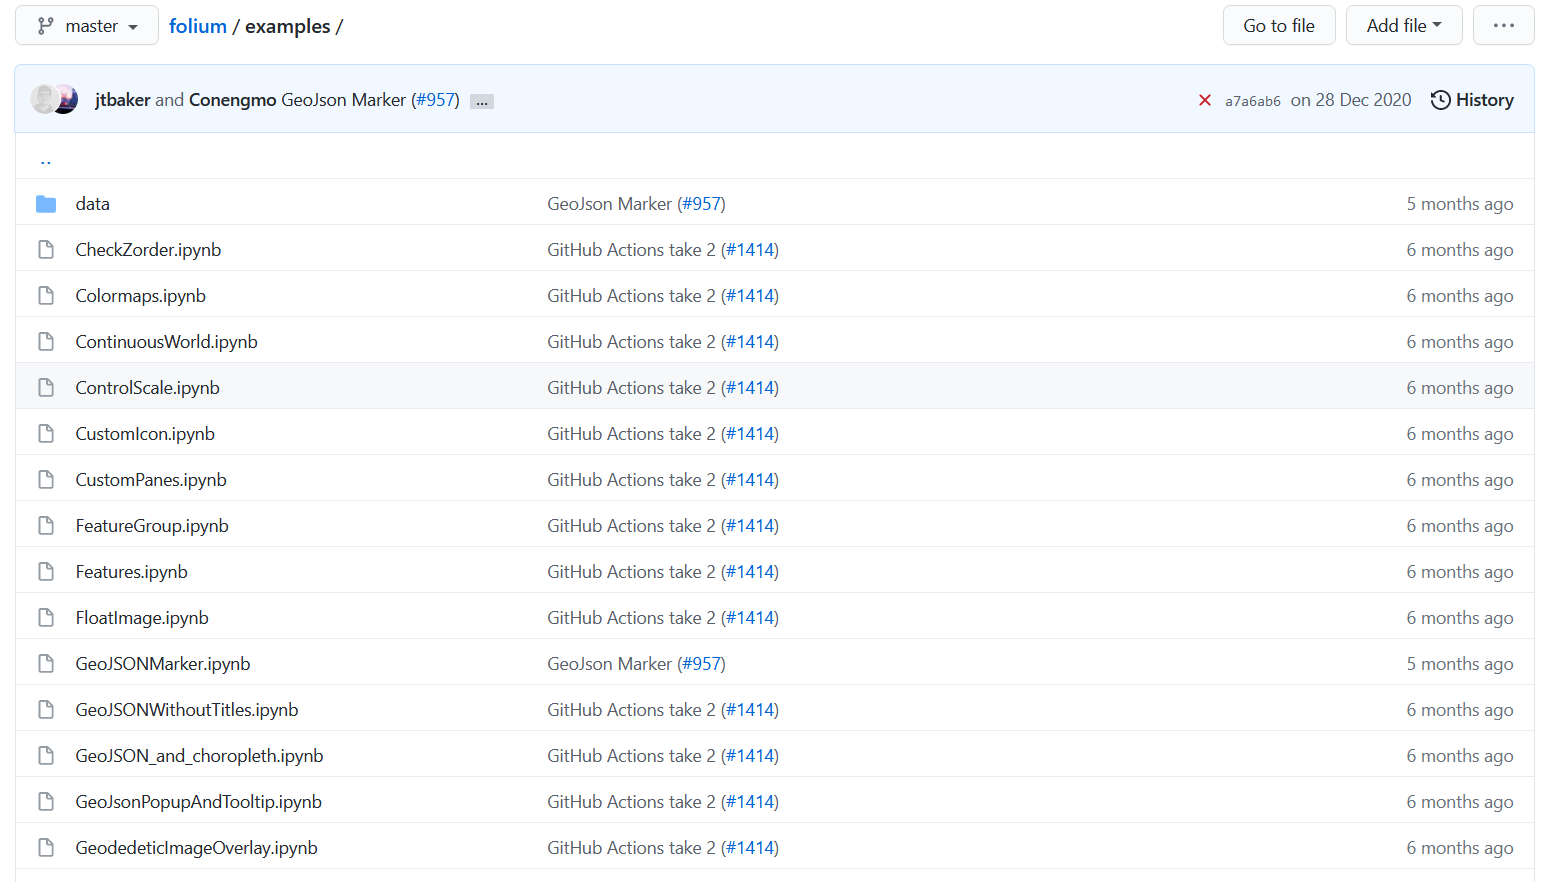 master folium / examples / Go to file Add file ...
jtbaker and Conengmo GeoJson Marker (#957) ... a7a6ab6 on 28 Dec 2020 History
..
data GeoJson Marker (#957) 5 months ago
CheckZorder.ipynb GitHub Actions take 2 (#1414) 6 months ago
Colormaps.ipynb GitHub Actions take 2 (#1414) 6 months ago
ContinuousWorld.ipynb GitHub Actions take 2 (#1414) 6 months ago
ControlScale.ipynb GitHub Actions take 2 (#1414) 6 months ago
CustomIcon.ipynb GitHub Actions take 2 (#1414) 6 months ago
CustomPanes.ipynb GitHub Actions take 2 (#1414) 6 months ago
FeatureGroup.ipynb GitHub Actions take 2 (#1414) 6 months ago
Features.ipynb GitHub Actions take 2 (#1414) 6 months ago
FloatImage.ipynb GitHub Actions take 2 (#1414) 6 months ago
GeoJSONMarker.ipynb GeoJson Marker (#957) 5 months ago
GeoJSONWithoutTitles.ipynb GitHub Actions take 2 (#1414) 6 months ago
GeoJSON_and_choropleth.ipynb GitHub Actions take 2 (#1414) 6 months ago
GeoJsonPopupAndTooltip.ipynb GitHub Actions take 2 (#1414) 6 months ago
GeodedeticImageOverlay.ipynb GitHub Actions take 2 (#1414) 6 months ago